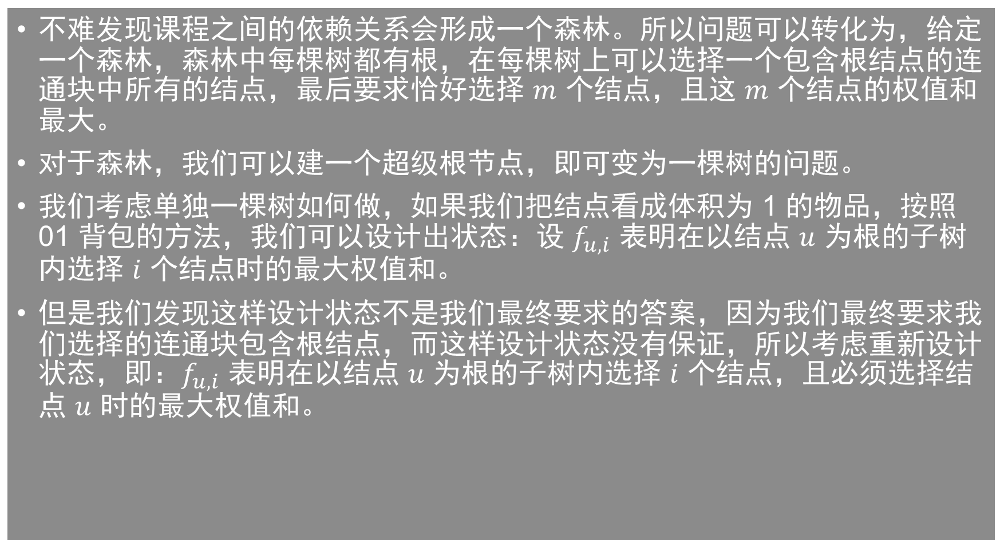 • 不难发现课程之间的依赖关系会形成一个森林。所以问题可以转化为，给定
一个森林，森林中每棵树都有根，在每棵树上可以选择一个包含根结点的连
通块中所有的结点，最后要求恰好选择 m 个结点，且这 m 个结点的权值和
最大。
• 对于森林，我们可以建一个超级根节点，即可变为一棵树的问题。
• 我们考虑单独一棵树如何做，如果我们把结点看成体积为 1 的物品，按照
01 背包的方法，我们可以设计出状态：设 f_{u,i} 表明在以结点 u 为根的子树
内选择 i 个结点时的最大权值和。
• 但是我们发现这样设计状态不是我们最终要求的答案，因为我们最终要求我
们选择的连通块包含根结点，而这样设计状态没有保证，所以考虑重新设计
状态，即：f_{u,i} 表明在以结点 u 为根的子树内选择 i 个结点，且必须选择结
点 u 时的最大权值和。